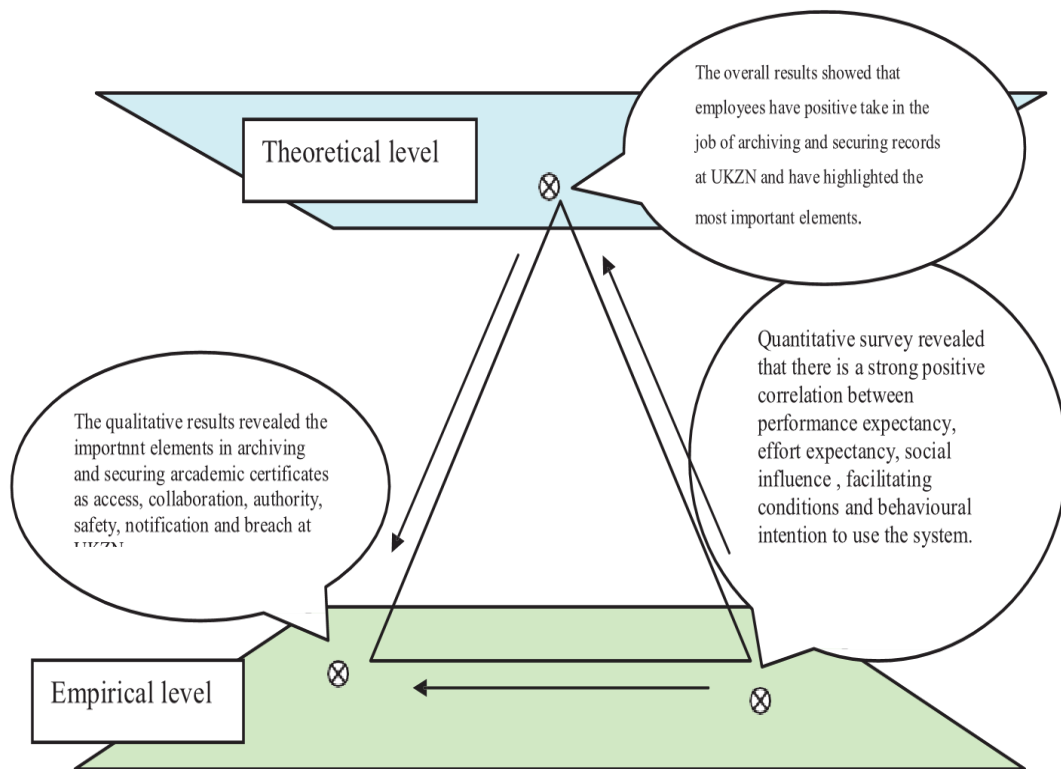 The overall results showed that
employees have positive take in the
job of archiving and securing records
at UKZN and have highlighted the
most important elements.
Theoretical level
Quantitative survey revealed
that there is a strong positive
correlation between
performance expectancy,
effort expectancy, social
influence , facilitating
conditions and behavioural
intention to use the system.
The qualitative results revealed the
importnnt elements in archiving
and securing arcademic certificates
as access, collaboration, authority,
safety, notification and breach at
Empirical level